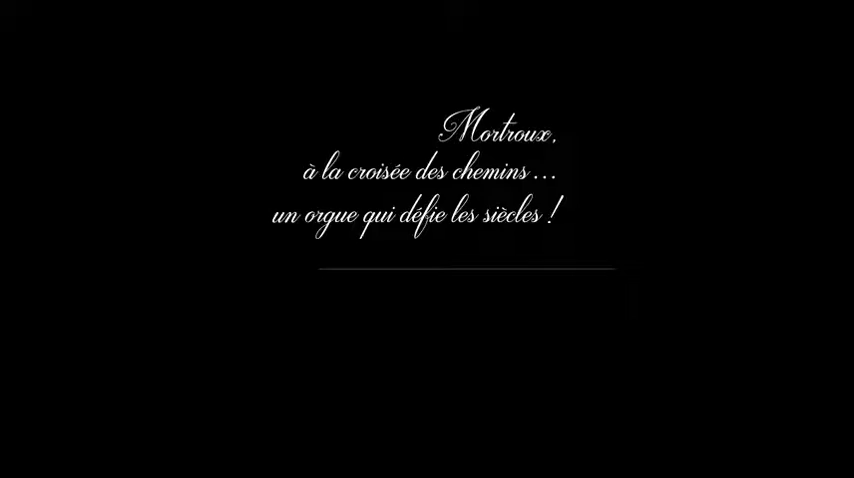 Mortroux,
à la croisée des chemins...
un orgue qui défie les siècles !